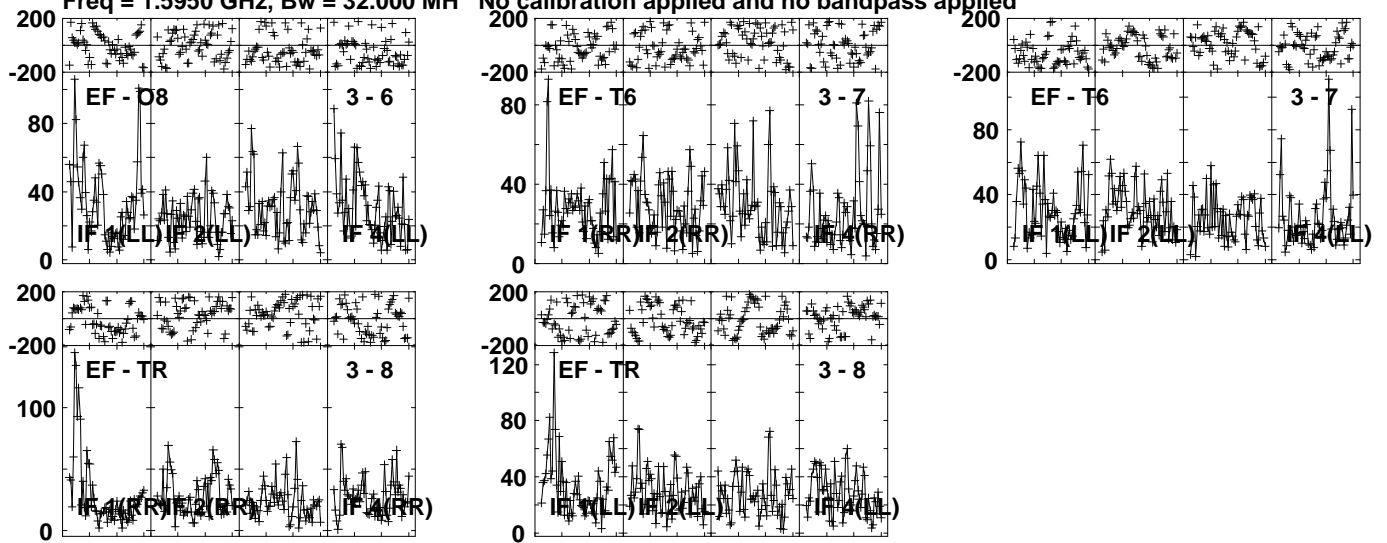 Freq = 1.5950 GHz, Bw = 32.000 MH No calibration applied and no bandpass applied
200 200 200
-200 -200 -200
EF - O8 3 - 6 EF - T6 3 - 7 EF - T6 3 - 7
80 80 80
40 40 40
IF 1(LL) IF 2(LL) IF 4(LL) IF 1(RR) IF 2(RR) IF 4(RR) IF 1(LL) IF 2(LL) IF 4(LL)
0 0 0
200 200
-200 -200
EF - TR 3 - 8 EF - TR 3 - 8
120
100 80
40
IF 1(RR) IF 2(RR) IF 4(RR) IF 1(LL) IF 2(LL) IF 4(LL)
0 0